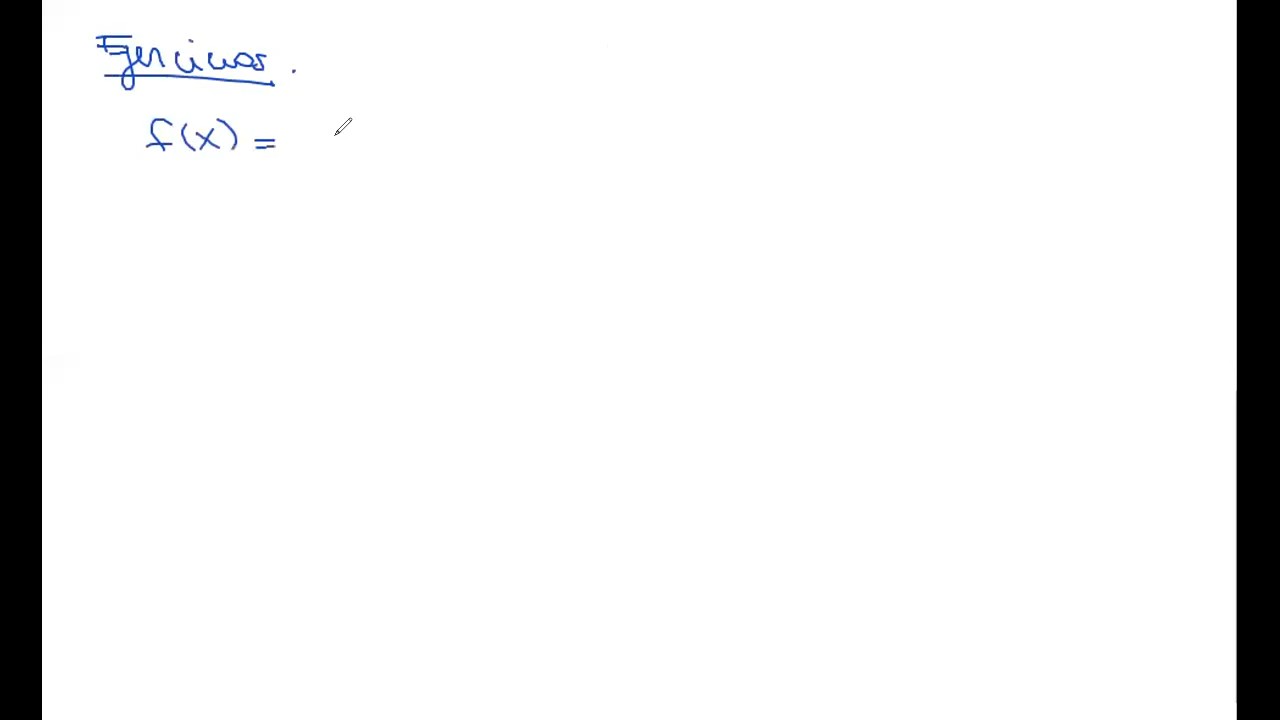 Ejercicios.
f(x) =